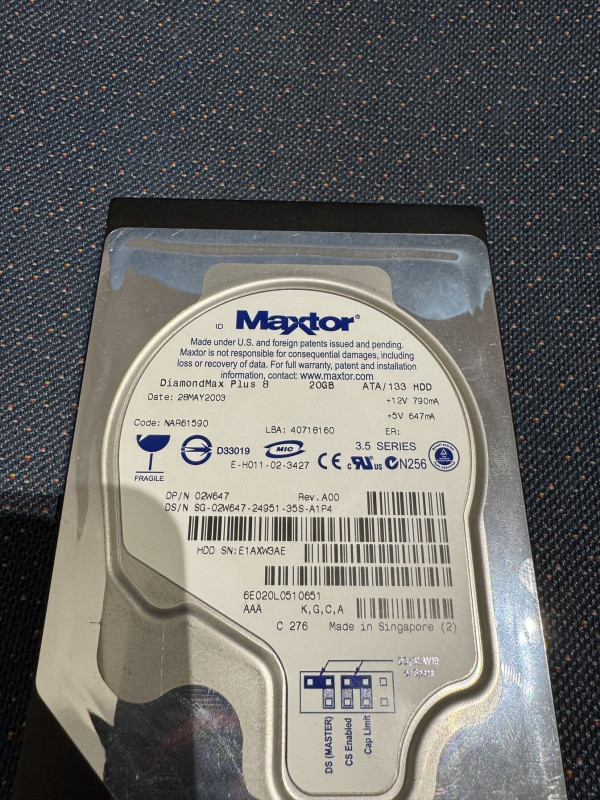 ID Maxtor®
Made under U.S. and foreign patents issued and pending.
Maxtor is not responsible for consequential damages, including
loss or recovery of data. For full warranty, patent and installation
information, contact: www.maxtor.com
DiamondMax Plus 8 20GB ATA/133 HDD
Date: 28MAY2003 +12V 790mA
+5V 647mA
Code: NAR61590 LBA: 40718160 ER:
D33019 MIC 3.5 SERIES
E-H011-02-3427 CE c UR us N256
FRAGILE
DP/N 02W647 Rev.A00
DS/N SG-02W647-24951-35S-A1P4
HDD SN:E1AXW3AE
6E020L0510651
AAA K,G,C,A
C 276 Made in Singapore (2)
DS (MASTER)
CS Enabled
Cap Limit